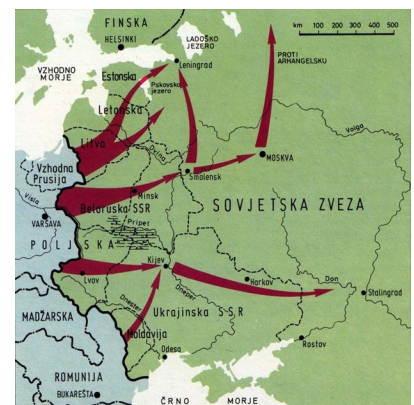 FINSKA
HELSINKI
LADOŠKO
JEZERO
km 100 200 300 400 500
PROTI
ARHANGELSKU
VZHODNO
MORJE
Leningrad
Estonska
Pskovsko
jezero
Letonska
Volga
Litva
Dvina
MOSKVA
Vzhodna
Prusija
Smolensk
Minsk
SOVJETSKA ZVEZA
Visla
Beloruska SSR
VARŠAVA
Pripet
POLJSKA
Kijev
Lvov
Harkov
Don
Dneper
Stalingrad
MADŽARSKA
Dnester
Ukrajinska SSR
Moldavija
Odesa
Rostov
ROMUNIJA
BUKAREŠTA
ČRNO MORJE